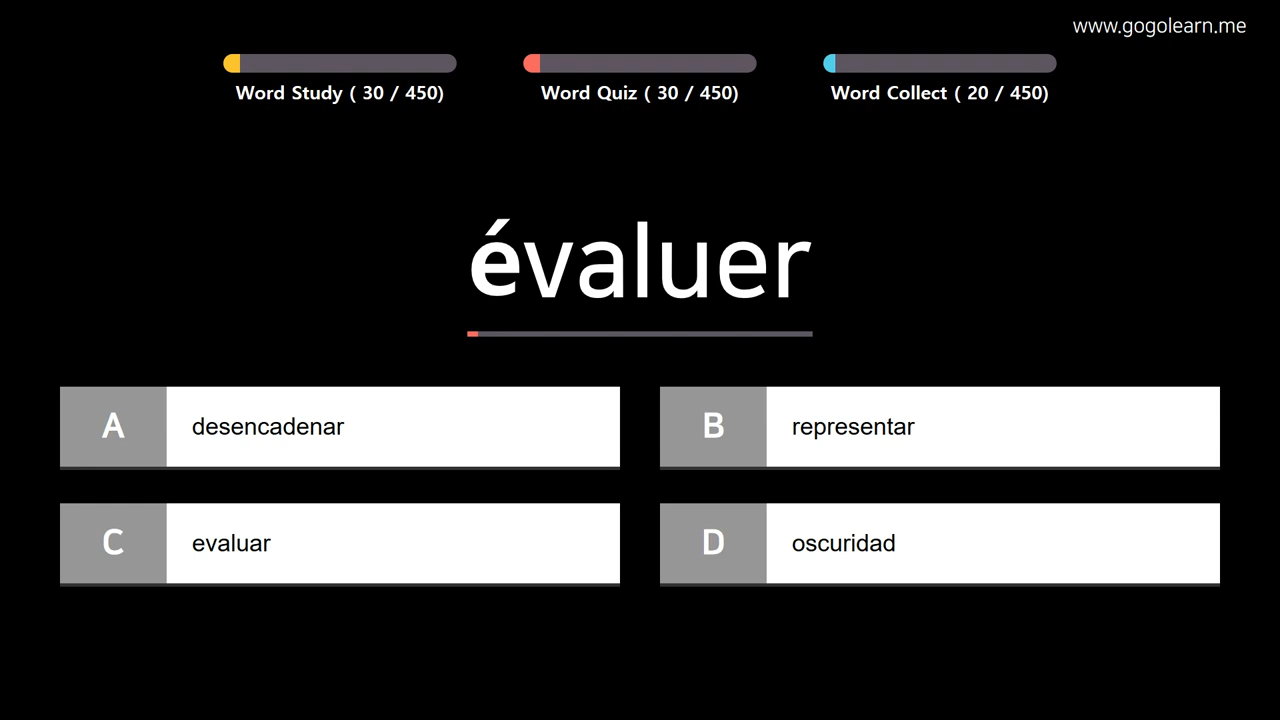 www.gogolearn.me
Word Study ( 30 / 450)
Word Quiz ( 30 / 450)
Word Collect ( 20 / 450)
évaluer
A desencadenar
B representar
C evaluar
D oscuridad